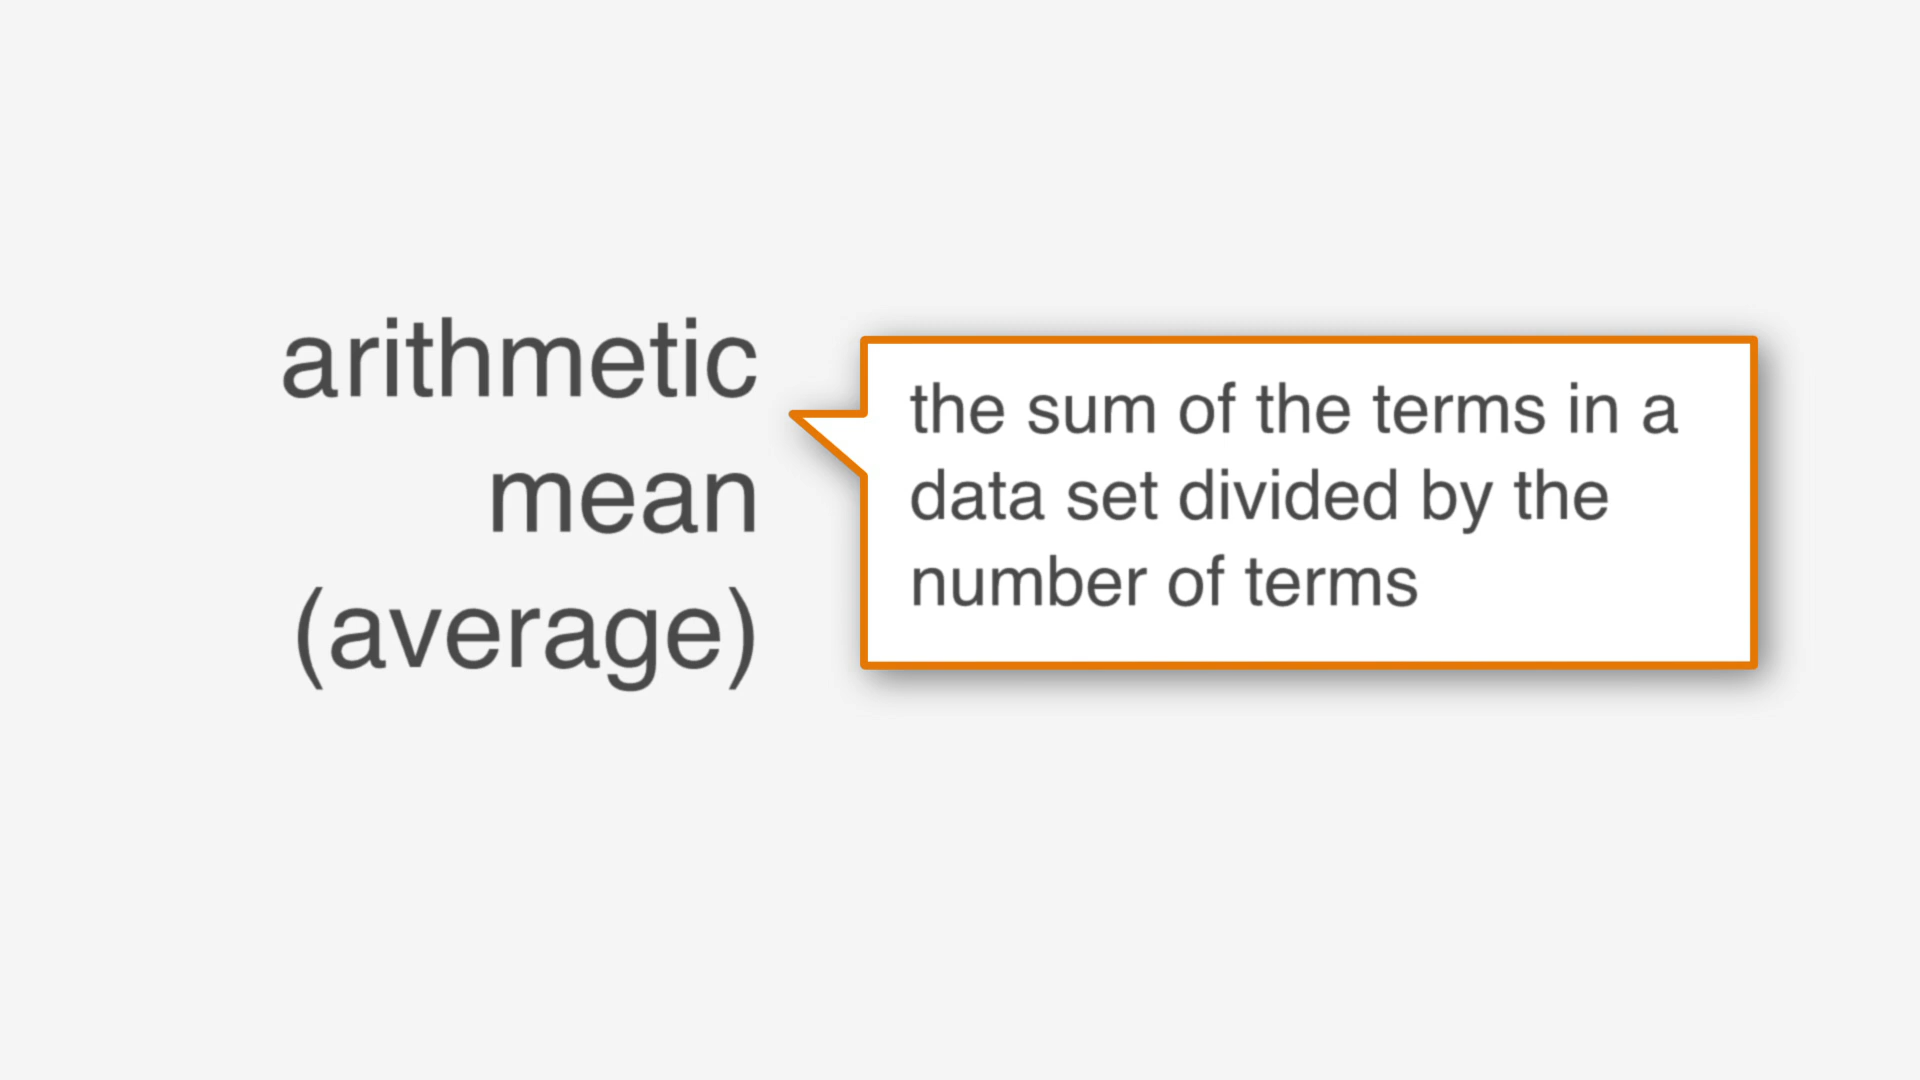 arithmetic
mean
(average)
the sum of the terms in a
data set divided by the
number of terms